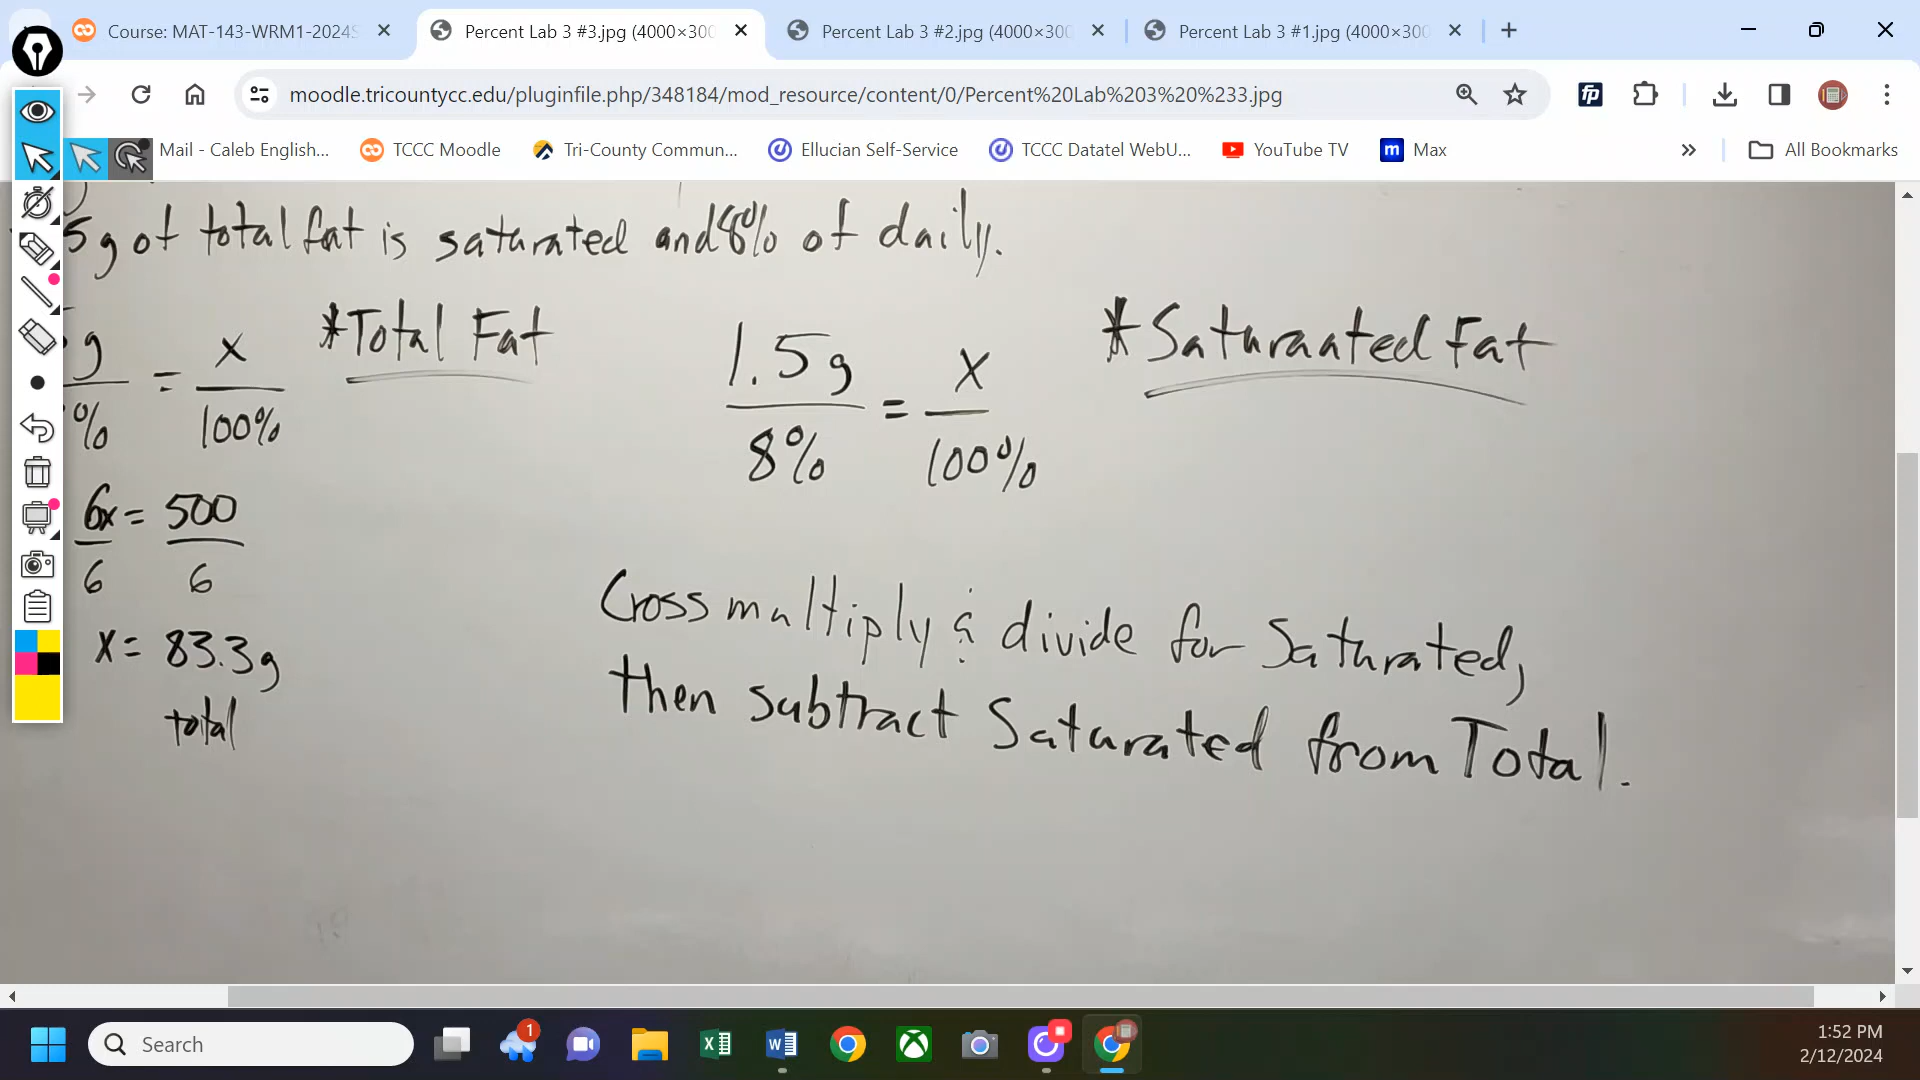 Course: MAT-143-WRM1-2024S
Percent Lab 3 #3.jpg (4000×300
Percent Lab 3 #2.jpg (4000×300
Percent Lab 3 #1.jpg (4000×300
moodle.tricountycc.edu/pluginfile.php/348184/mod_resource/content/0/Percent%20Lab%203%20%233.jpg
Mail - Caleb English...
TCCC Moodle
Tri-County Commun...
Ellucian Self-Service
TCCC Datatel WebU...
YouTube TV
Max
All Bookmarks
5g of total fat is saturated and 8% of daily.
*Total Fat
g = x
% 100%
6x = 500
6 6
x = 83.3g
total
*Saturaated Fat
1.5g = x
8% 100%
Cross multiply & divide for Saturated,
then subtract Saturated from Total.
Search
1
1:52 PM
2/12/2024